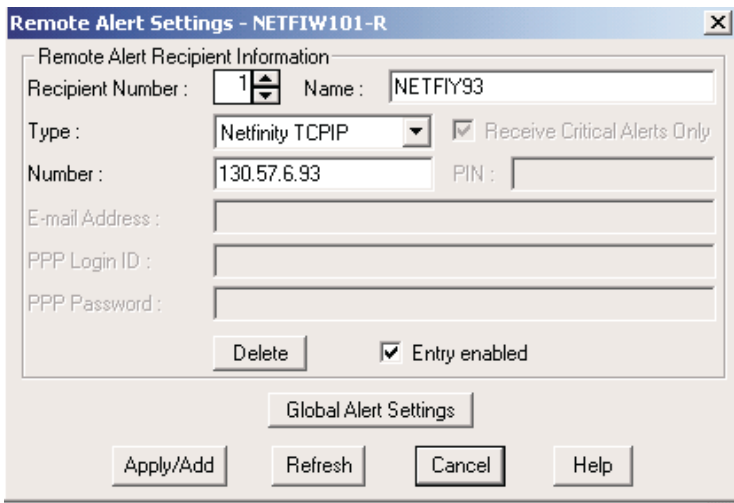 Remote Alert Settings - NETFIW101-R
Remote Alert Recipient Information
Recipient Number : 1 Name : NETFIY93
Type : Netfinity TCPIP Receive Critical Alerts Only
Number : 130.57.6.93 PIN :
E-mail Address :
PPP Login ID :
PPP Password :
Delete Entry enabled
Global Alert Settings
Apply/Add Refresh Cancel Help